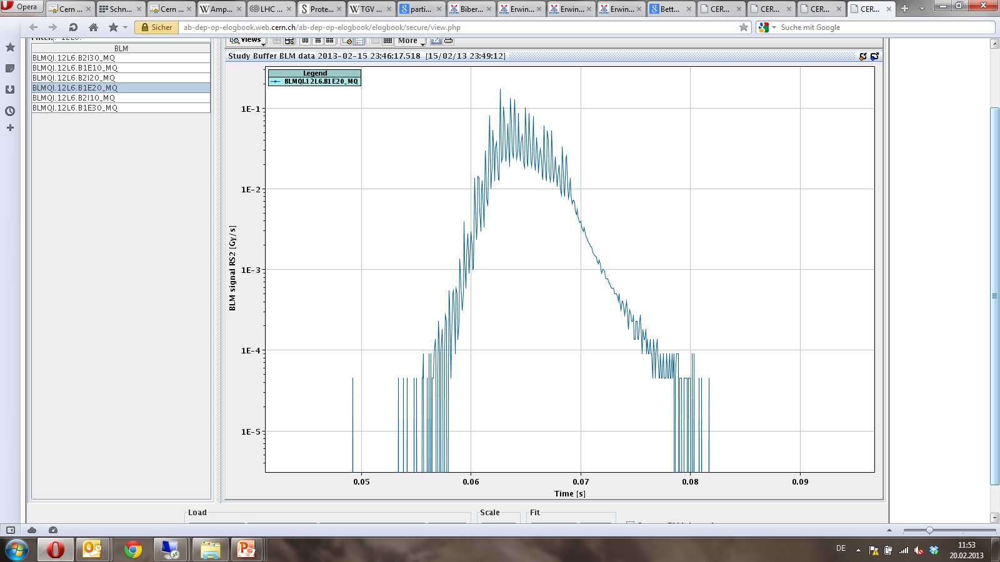 Opera
Cern ...
Schn...
Cern ...
Amp...
LHC ...
Prote...
TGV ...
parti...
Biber...
Erwin...
Erwin...
Erwin...
Bett...
CER...
CER...
CER...
CER...
Sicher
ab-dep-op-elogbook.web.cern.ch/ab-dep-op-elogbook/elogbook/secure/view.php
Suche mit Google
Views
More
BLM
BLMQI.12L6.B2I30_MQ
BLMQI.12L6.B1E10_MQ
BLMQI.12L6.B2I20_MQ
BLMQI.12L6.B1E20_MQ
BLMQI.12L6.B2I10_MQ
BLMQI.12L6.B1E30_MQ
Study Buffer BLM data 2013-02-15 23:46:17.518 [15/02/13 23:49:12]
Legend
BLMQI.12L6.B1E20_MQ
1E-1
1E-2
1E-3
1E-4
1E-5
BLM signal RS2 [Gy/s]
0.05
0.06
0.07
0.08
0.09
Time [s]
Load
Scale
Fit
DE
11:53
20.02.2013